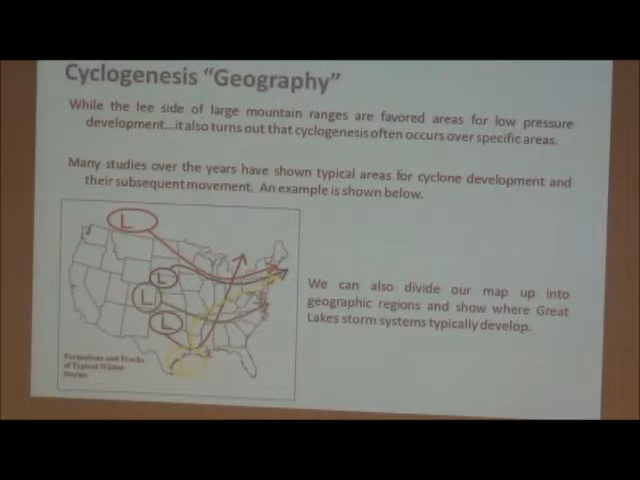 Cyclogenesis “Geography”
While the lee side of large mountain ranges are favored areas for low pressure
development...it also turns out that cyclogenesis often occurs over specific areas.
Many studies over the years have shown typical areas for cyclone development and
their subsequent movement. An example is shown below.
L
L
L
L
We can also divide our map up into
geographic regions and show where Great
Lakes storm systems typically develop.
Formations and Tracks
of Typical Winter
Storms